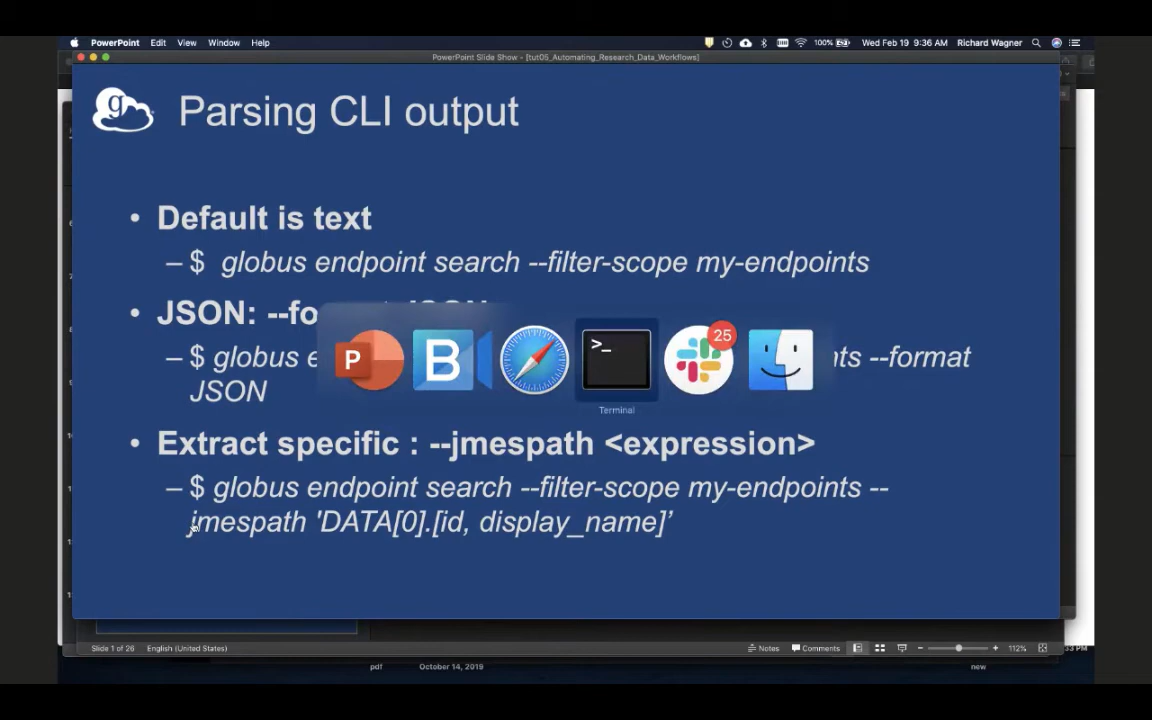 PowerPoint Edit View Window Help 100% Wed Feb 19 9:36 AM Richard Wagner
PowerPoint Slide Show - [tut05_Automating_Research_Data_Workflows]
g
Parsing CLI output
• Default is text
– $ globus endpoint search --filter-scope my-endpoints
• JSON: --fo
– $ globus e nts --format
JSON
P B >_ 25
Terminal
• Extract specific : --jmespath <expression>
– $ globus endpoint search --filter-scope my-endpoints --
jmespath 'DATA[0].[id, display_name]’
Slide 1 of 26 English (United States) Notes Comments 112%
pdf October 14, 2019 new